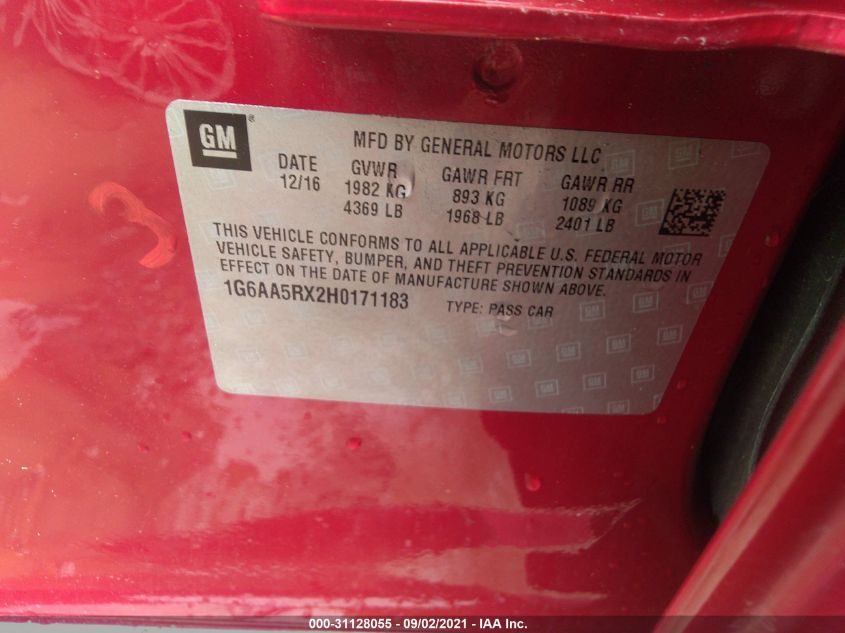 GM ®
MFD BY GENERAL MOTORS LLC
DATE GVWR GAWR FRT GAWR RR
12/16 1982 KG 893 KG 1089 KG
4369 LB 1968 LB 2401 LB
THIS VEHICLE CONFORMS TO ALL APPLICABLE U.S. FEDERAL MOTOR
VEHICLE SAFETY, BUMPER, AND THEFT PREVENTION STANDARDS IN
EFFECT ON THE DATE OF MANUFACTURE SHOWN ABOVE.
1G6AA5RX2H0171183 TYPE: PASS CAR
3
000-31128055 - 09/02/2021 - IAA Inc.